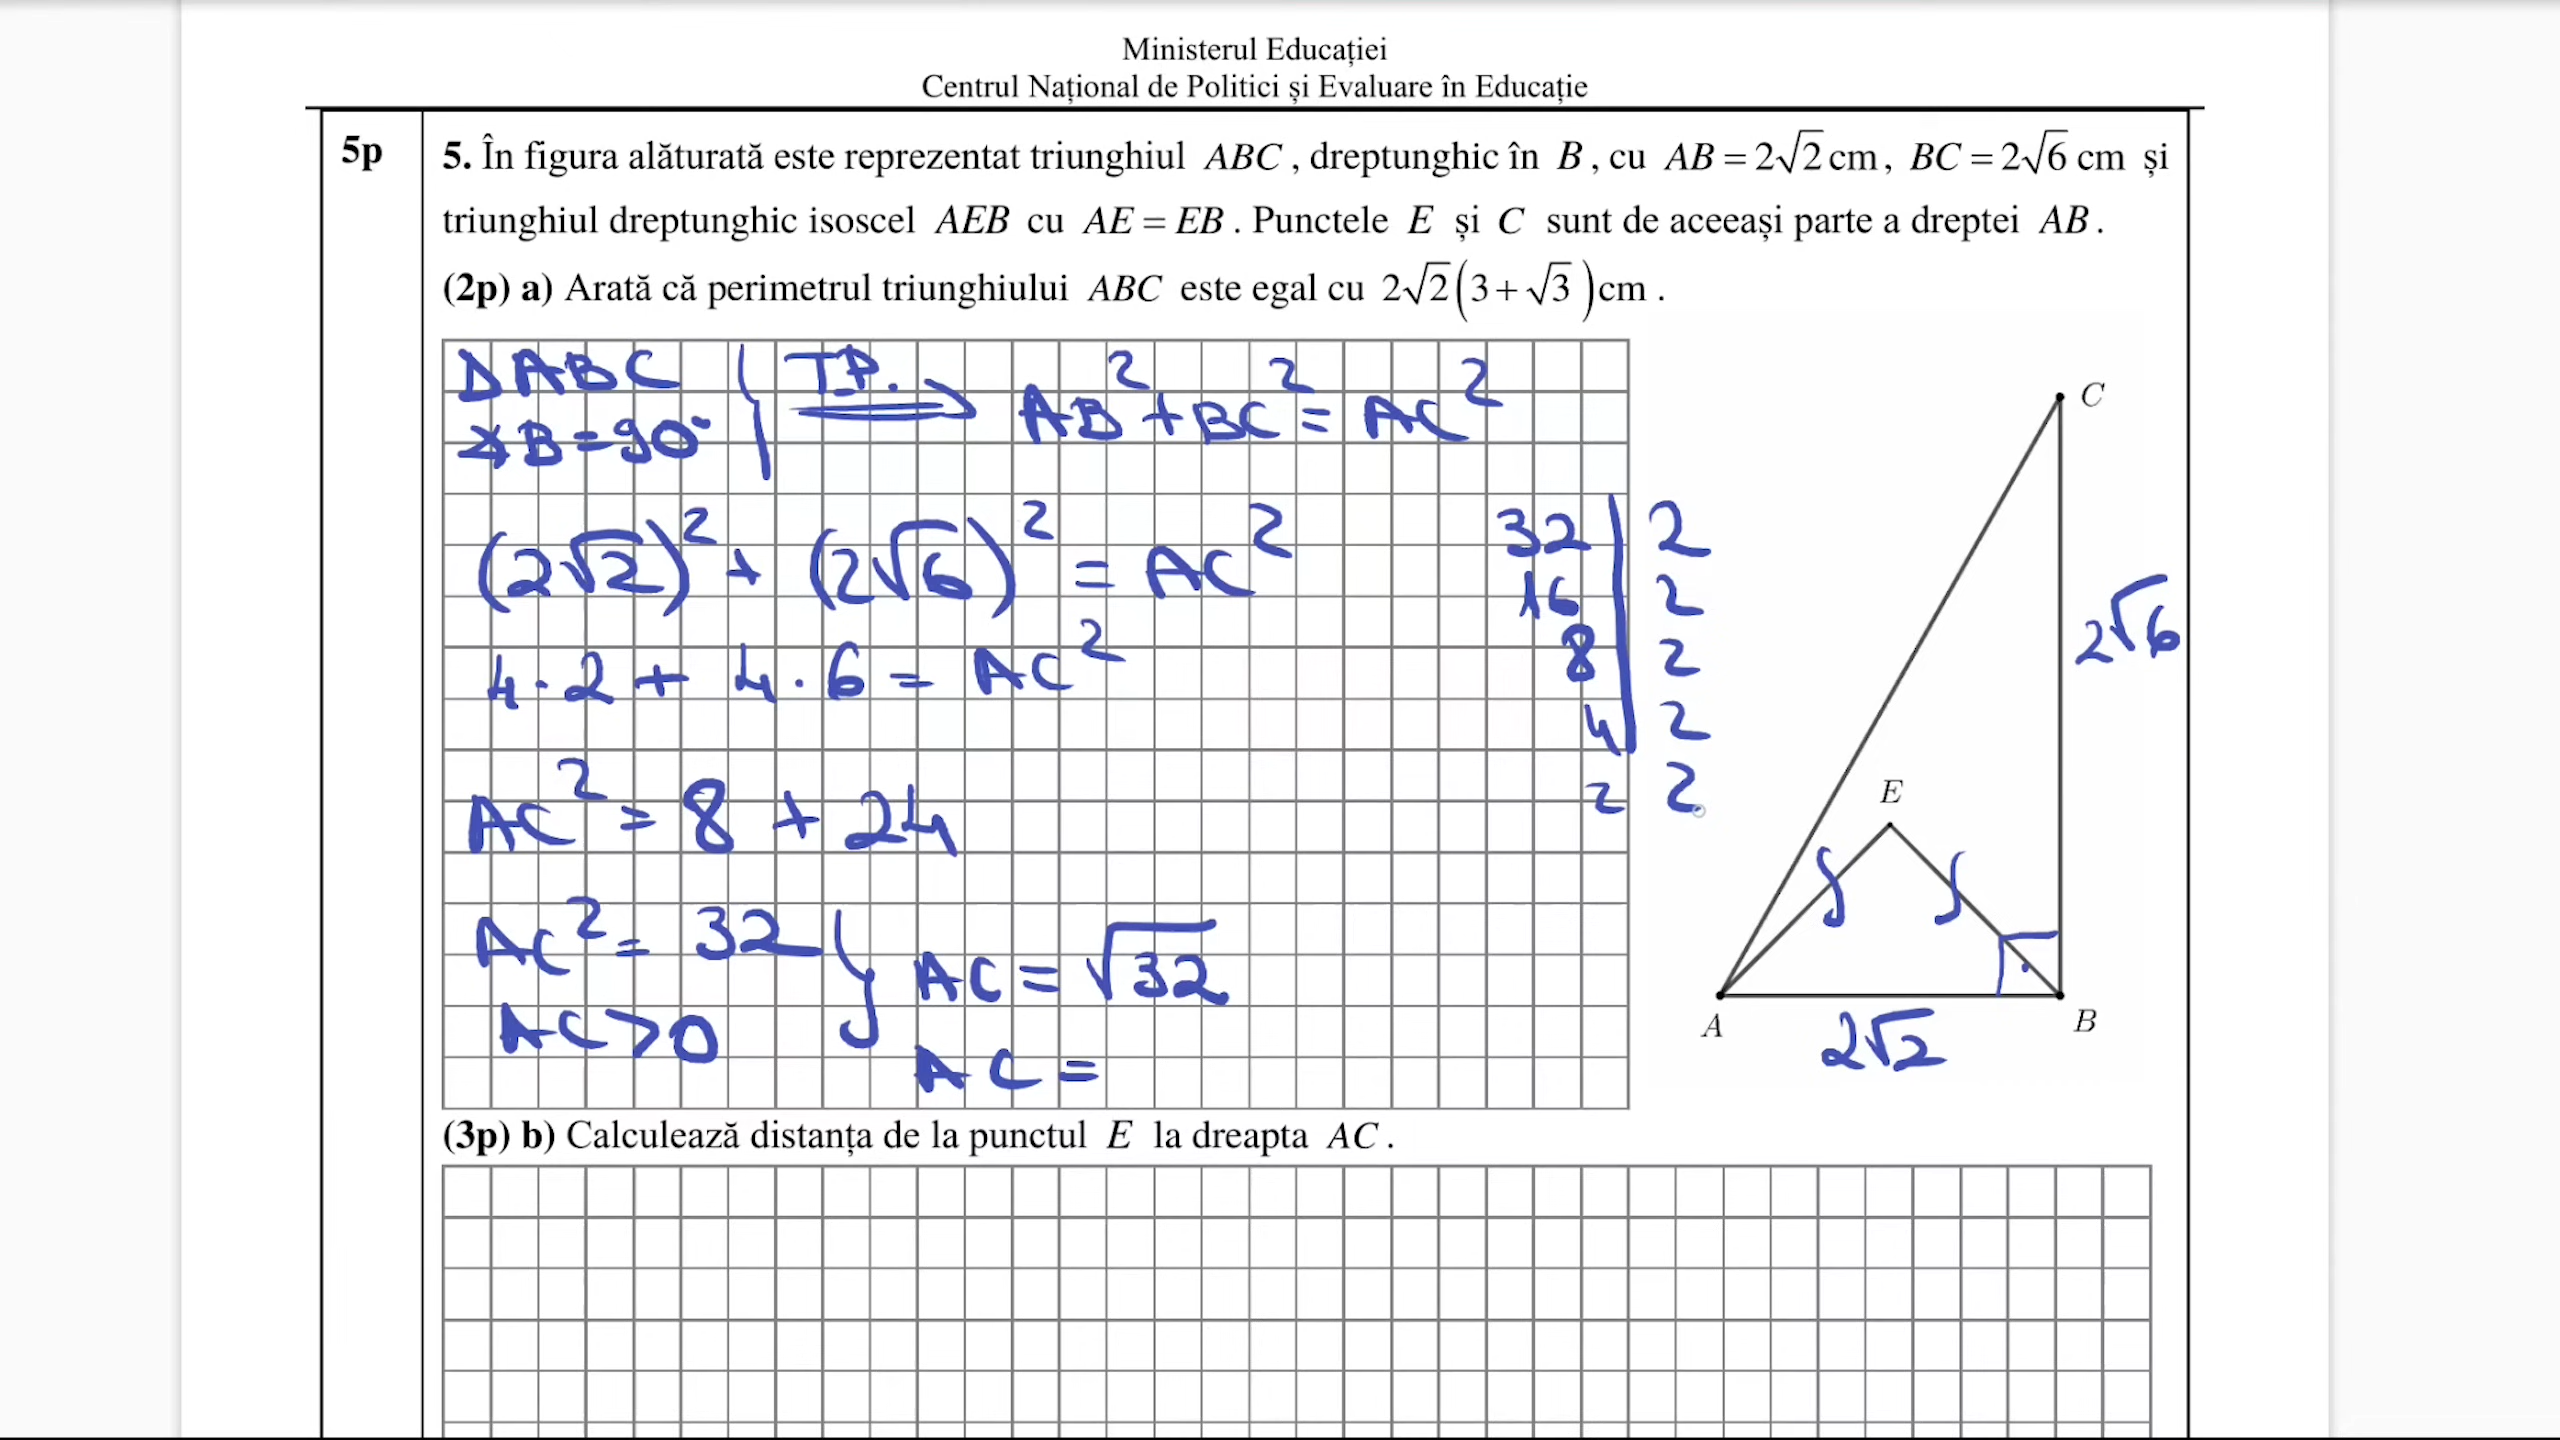 Ministerul Educației
Centrul Național de Politici și Evaluare în Educație
5p
5. În figura alăturată este reprezentat triunghiul ABC, dreptunghic în B, cu AB = 2√2 cm, BC = 2√6 cm și
triunghiul dreptunghic isoscel AEB cu AE = EB. Punctele E și C sunt de aceeași parte a dreptei AB.
(2p) a) Arată că perimetrul triunghiului ABC este egal cu 2√2(3+√3)cm.
ΔABC
∢B = 90°
T.P. ⟹ AB² + BC² = AC²
(2√2)² + (2√6)² = AC²
4·2 + 4·6 = AC²
AC² = 8 + 24
AC² = 32
AC > 0
AC = √32
AC =
32 | 2
16 | 2
8 | 2
4 | 2
2 2
C
2√6
E
A
B
2√2
(3p) b) Calculează distanța de la punctul E la dreapta AC.